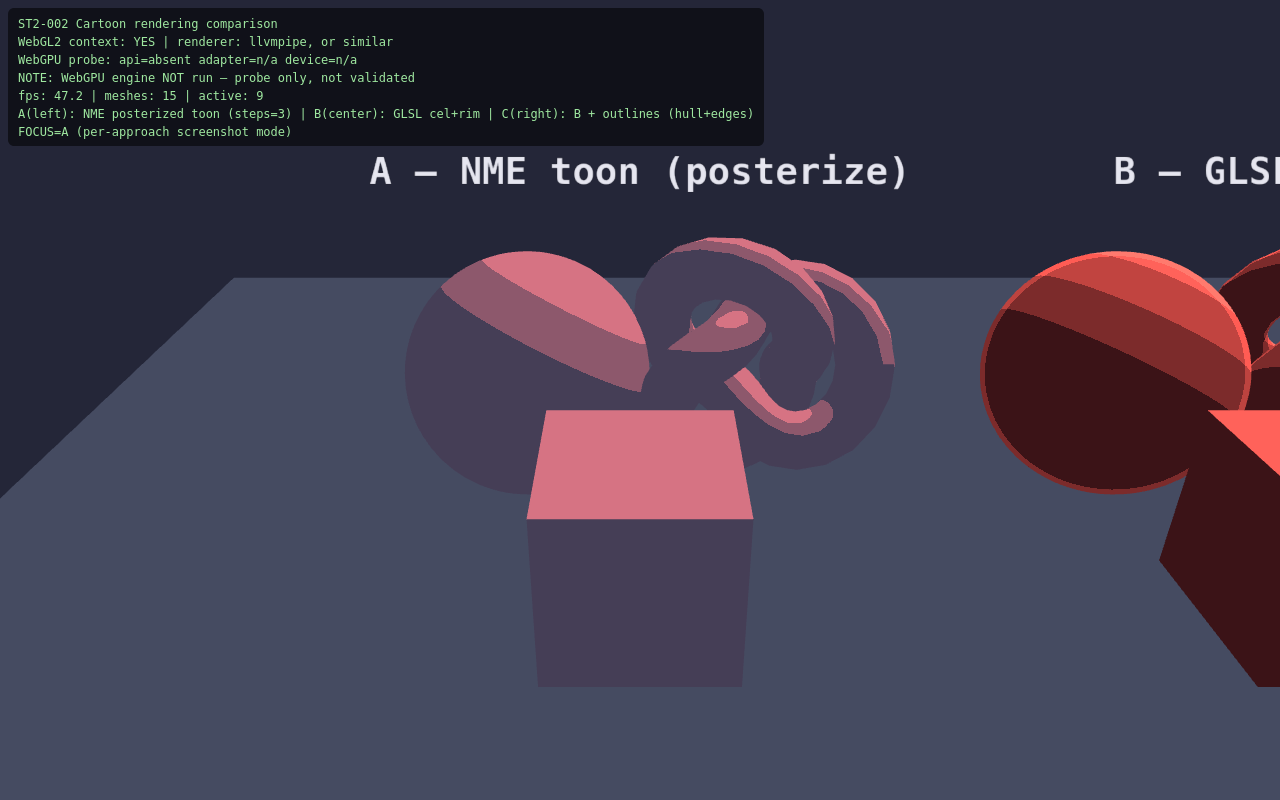 ST2-002 Cartoon rendering comparison
WebGL2 context: YES | renderer: llvmpipe, or similar
WebGPU probe: api=absent adapter=n/a device=n/a
NOTE: WebGPU engine NOT run — probe only, not validated
fps: 47.2 | meshes: 15 | active: 9
A(left): NME posterized toon (steps=3) | B(center): GLSL cel+rim | C(right): B + outlines (hull+edges)
FOCUS=A (per-approach screenshot mode)
A — NME toon (posterize)
B — GLS